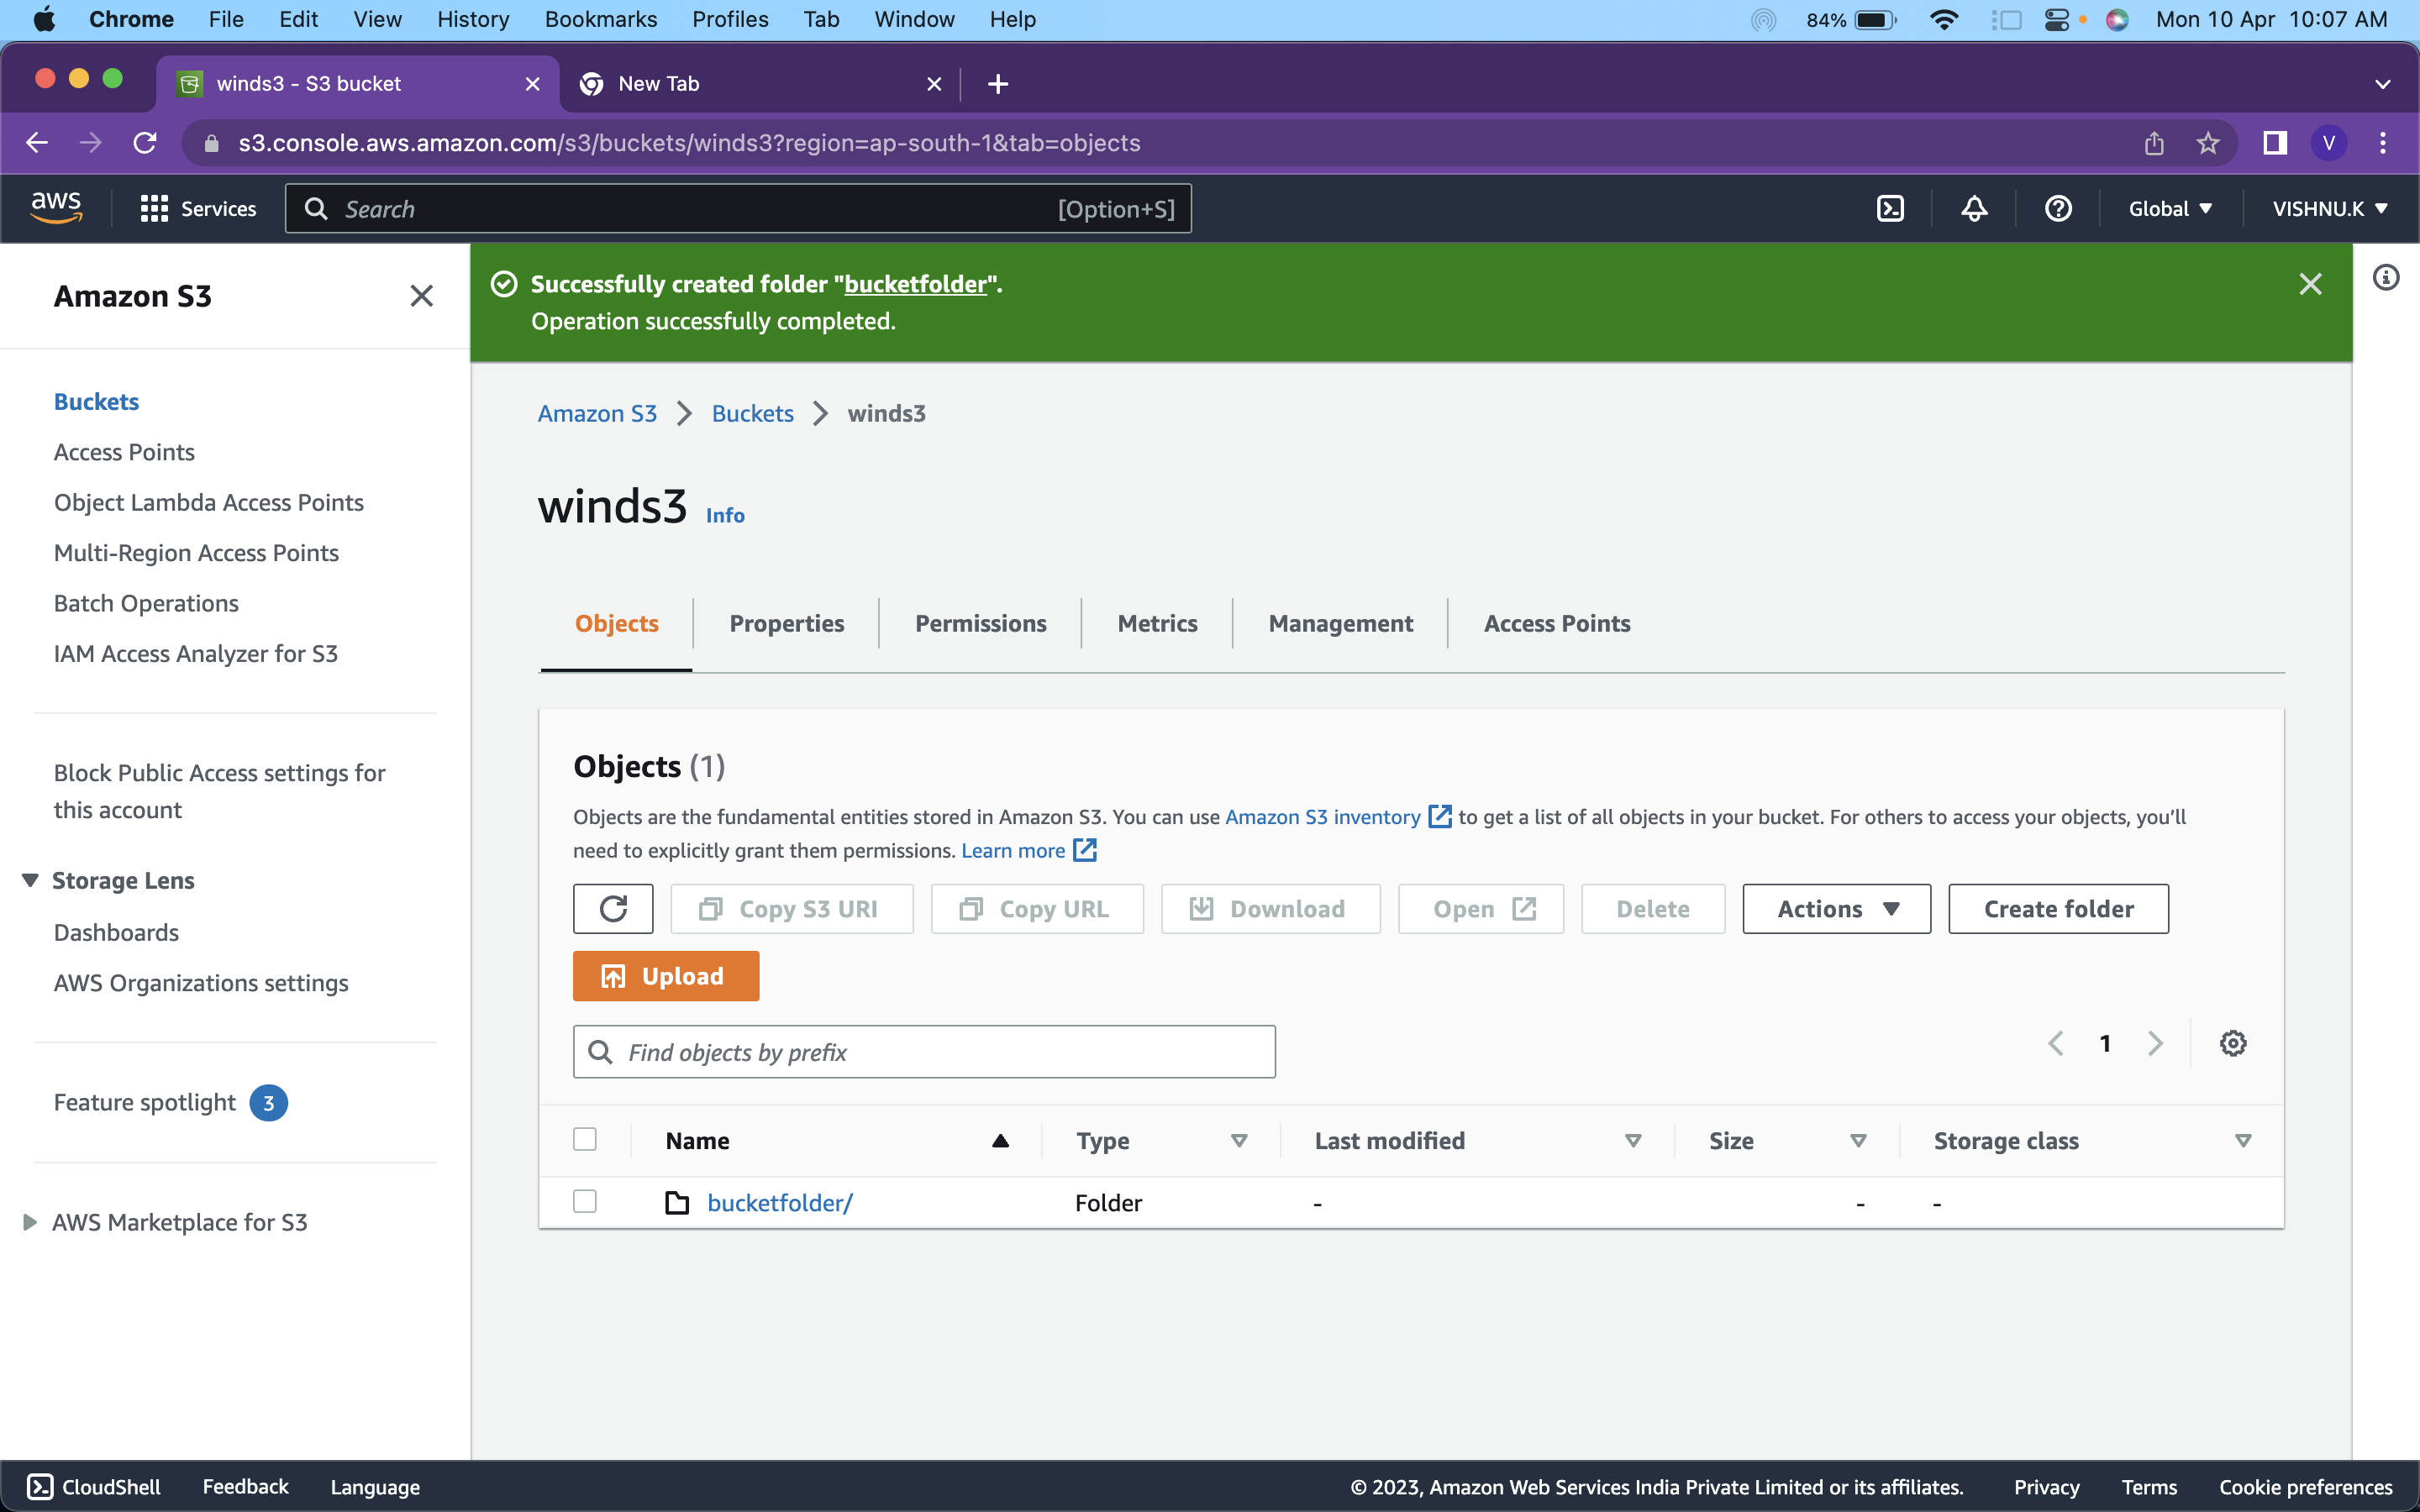 Chrome File Edit View History Bookmarks Profiles Tab Window Help 84% Mon 10 Apr 10:07 AM
winds3 - S3 bucket New Tab
s3.console.aws.amazon.com/s3/buckets/winds3?region=ap-south-1&tab=objects V
aws Services Search [Option+S] Global VISHNU.K
Amazon S3
Buckets
Access Points
Object Lambda Access Points
Multi-Region Access Points
Batch Operations
IAM Access Analyzer for S3
Block Public Access settings for
this account
Storage Lens
Dashboards
AWS Organizations settings
Feature spotlight 3
AWS Marketplace for S3
Successfully created folder "bucketfolder".
Operation successfully completed.
Amazon S3 Buckets winds3
winds3 Info
Objects Properties Permissions Metrics Management Access Points
Objects (1)
Objects are the fundamental entities stored in Amazon S3. You can use Amazon S3 inventory to get a list of all objects in your bucket. For others to access your objects, you'll
need to explicitly grant them permissions. Learn more
Copy S3 URI Copy URL Download Open Delete Actions Create folder
Upload
Find objects by prefix 1
Name Type Last modified Size Storage class
bucketfolder/ Folder - - -
CloudShell Feedback Language © 2023, Amazon Web Services India Private Limited or its affiliates. Privacy Terms Cookie preferences